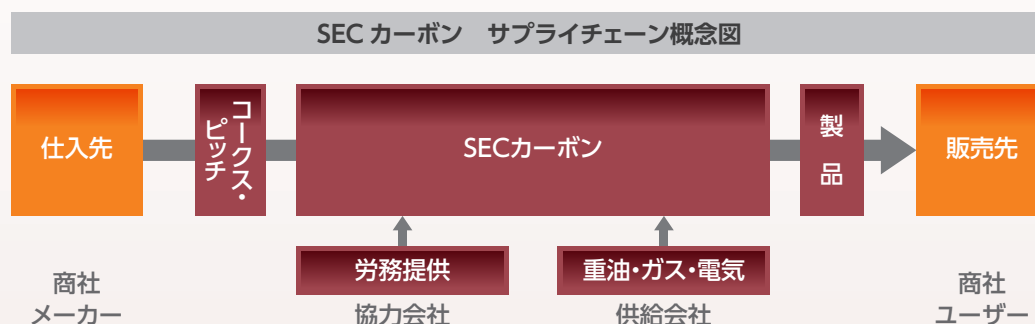 SEC カーボン　サプライチェーン概念図
仕入先
コークス・
ピッチ
SECカーボン
製
品
販売先
労務提供
重油・ガス・電気
商社
メーカー
協力会社
供給会社
商社
ユーザー